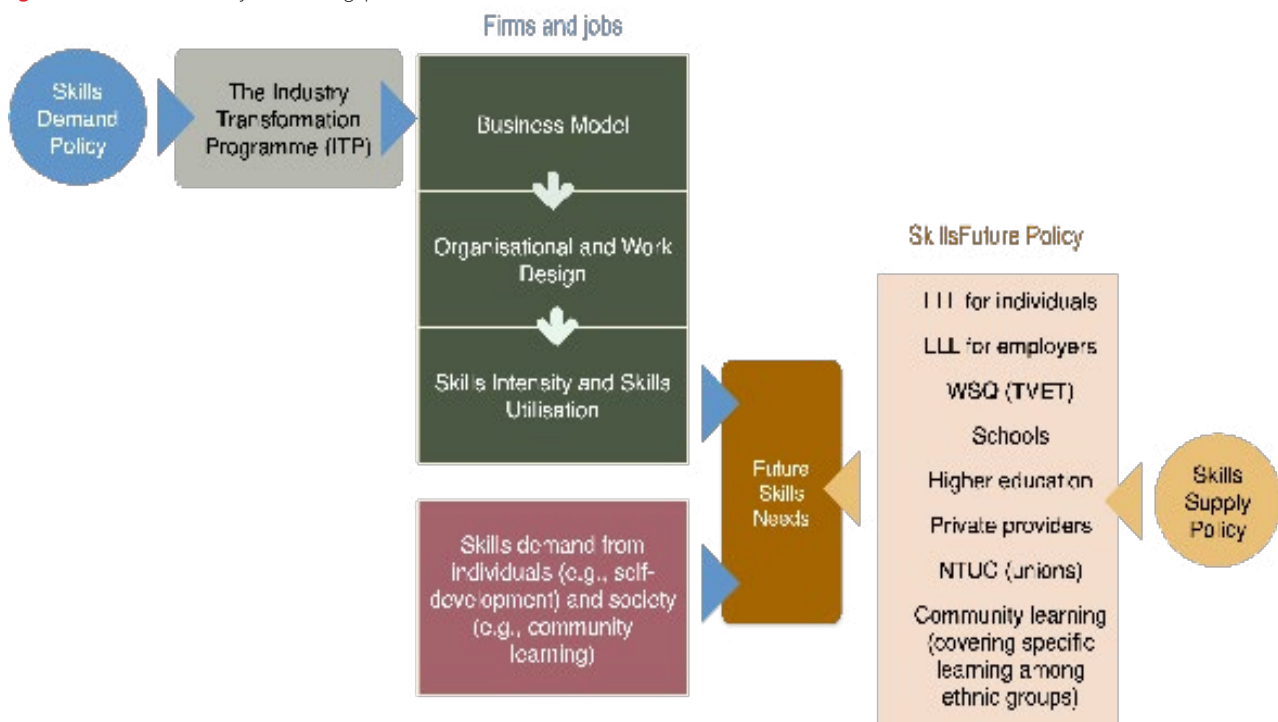 Firms and jobs
Skills
Demand
Policy
The Industry
Transformation
Programme (ITP)
Business Model
Organisational and Work
Design
Skills Intensity and Skills
Utilisation
Skills demand from
individuals (e.g., self-
development) and society
(e.g., community
learning)
Future
Skills
Needs
SkillsFuture Policy
LLL for individuals
LLL for employers
WSQ (TVET)
Schools
Higher education
Private providers
NTUC (unions)
Community learning
(covering specific
learning among
ethnic groups)
Skills
Supply
Policy